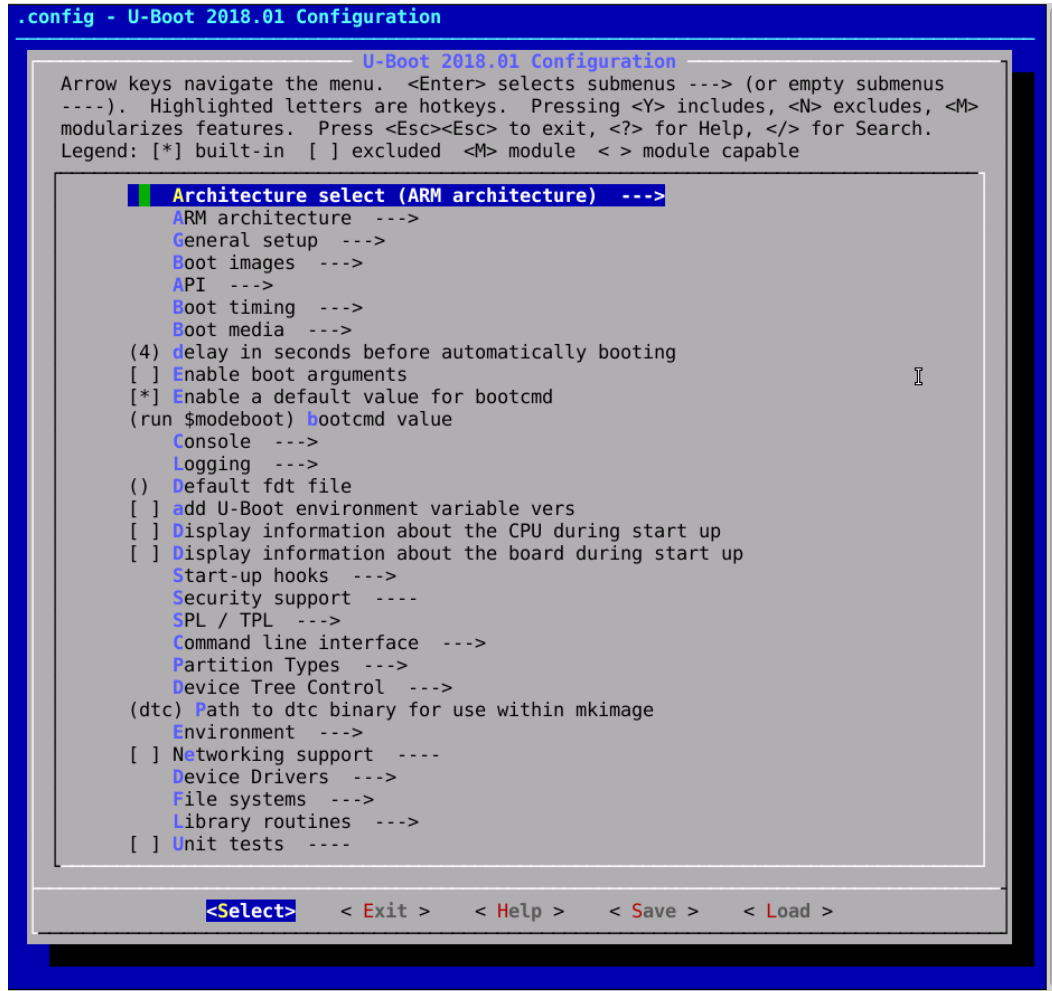 .config - U-Boot 2018.01 Configuration
U-Boot 2018.01 Configuration
Arrow keys navigate the menu.  <Enter> selects submenus ---> (or empty submenus
----).  Highlighted letters are hotkeys.  Pressing <Y> includes, <N> excludes, <M>
modularizes features.  Press <Esc><Esc> to exit, <?> for Help, </> for Search.
Legend: [*] built-in  [ ] excluded  <M> module  < > module capable
Architecture select (ARM architecture)  --->
ARM architecture  --->
General setup  --->
Boot images  --->
API  --->
Boot timing  --->
Boot media  --->
(4) delay in seconds before automatically booting
[ ] Enable boot arguments
[*] Enable a default value for bootcmd
(run $modeboot) bootcmd value
Console  --->
Logging  --->
()  Default fdt file
[ ] add U-Boot environment variable vers
[ ] Display information about the CPU during start up
[ ] Display information about the board during start up
Start-up hooks  --->
Security support  ----
SPL / TPL  --->
Command line interface  --->
Partition Types  --->
Device Tree Control  --->
(dtc) Path to dtc binary for use within mkimage
Environment  --->
[ ] Networking support  ----
Device Drivers  --->
File systems  --->
Library routines  --->
[ ] Unit tests  ----
<Select>    < Exit >    < Help >    < Save >    < Load >